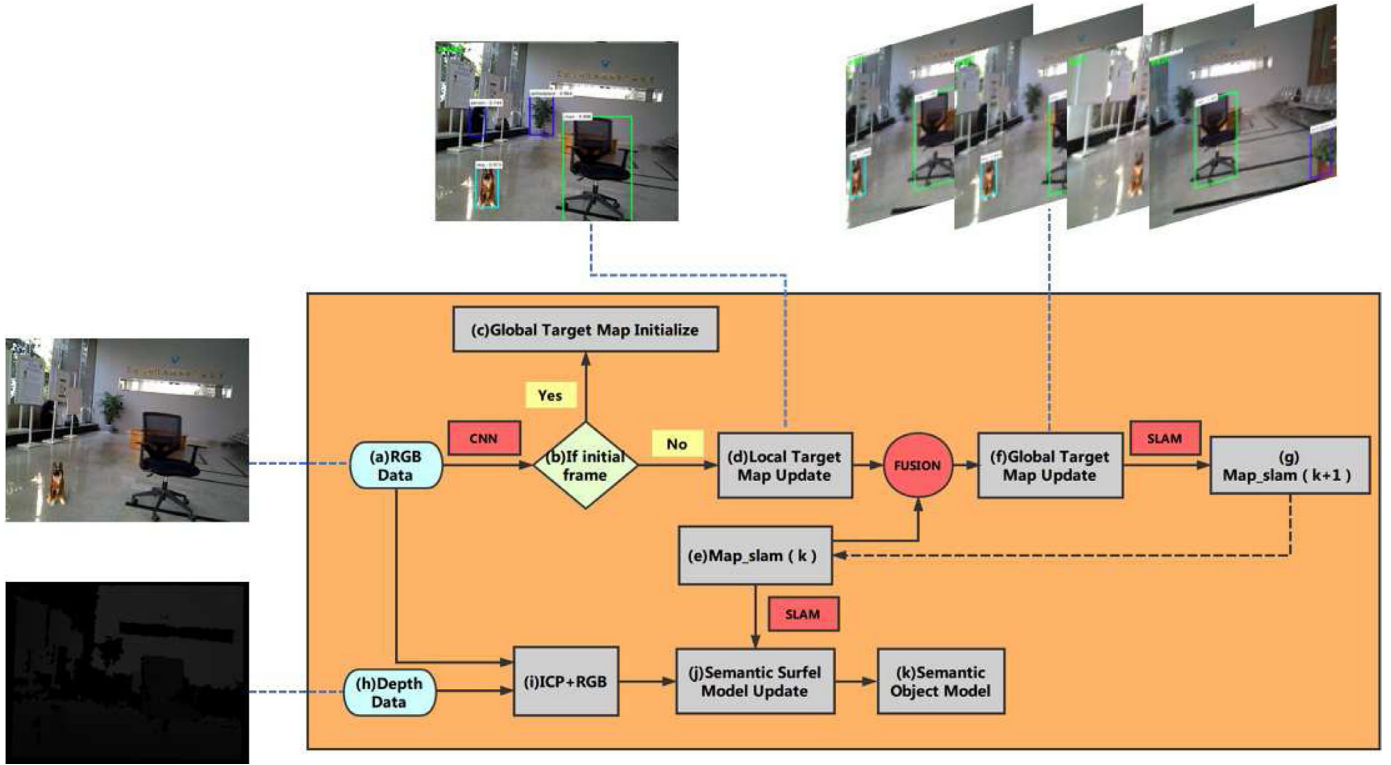 (c)Global Target Map Initialize
Yes
CNN
No
SLAM
(a)RGB
Data
(b)If initial
frame
(d)Local Target
Map Update
FUSION
(f)Global Target
Map Update
(g)
Map_slam ( k+1 )
(e)Map_slam ( k )
SLAM
(h)Depth
Data
(i)ICP+RGB
(j)Semantic Surfel
Model Update
(k)Semantic
Object Model